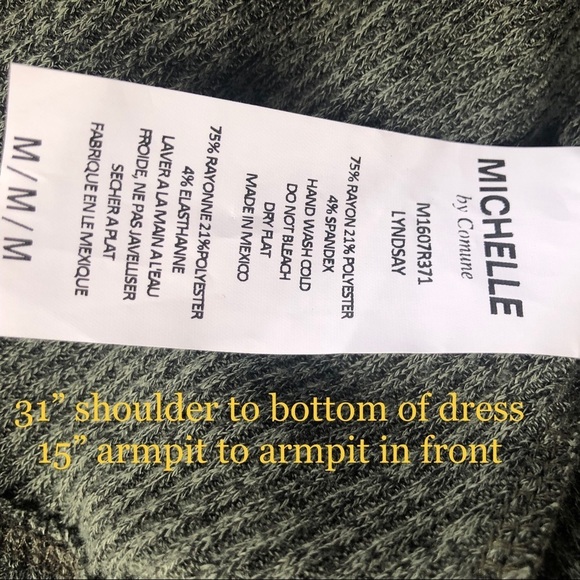 MICHELLE
by Comune
M1607R371
LYNDSAY
75% RAYON 21% POLYESTER
4% SPANDEX
HAND WASH COLD
DO NOT BLEACH
DRY FLAT
MADE IN MEXICO
75% RAYONNE 21%POLYESTER
4% ELASTHANNE
LAVER A LA MAIN A L'EAU
FROIDE, NE PAS JAVELLISER
SECHER A PLAT
FABRIQUE EN LE MEXIQUE
M/M/M
31” shoulder to bottom of dress
15” armpit to armpit in front